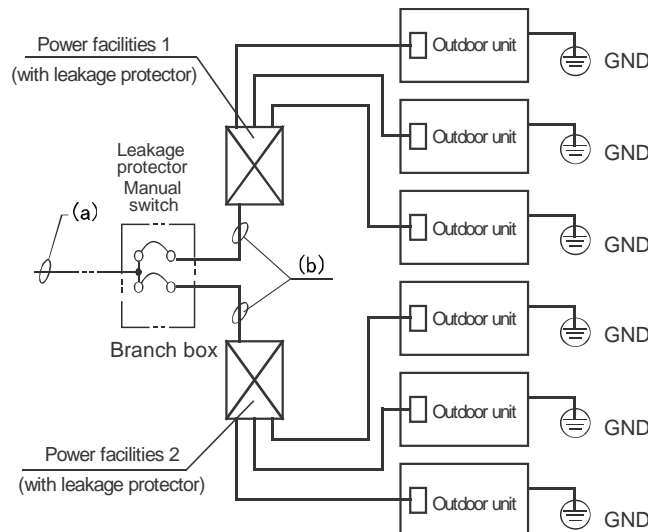 Power facilities 1
(with leakage protector)
Outdoor unit
GND
Outdoor unit
GND
Leakage
protector
Manual
switch
(a)
Outdoor unit
GND
(b)
Branch box
Outdoor unit
GND
Outdoor unit
GND
Power facilities 2
(with leakage protector)
Outdoor unit
GND